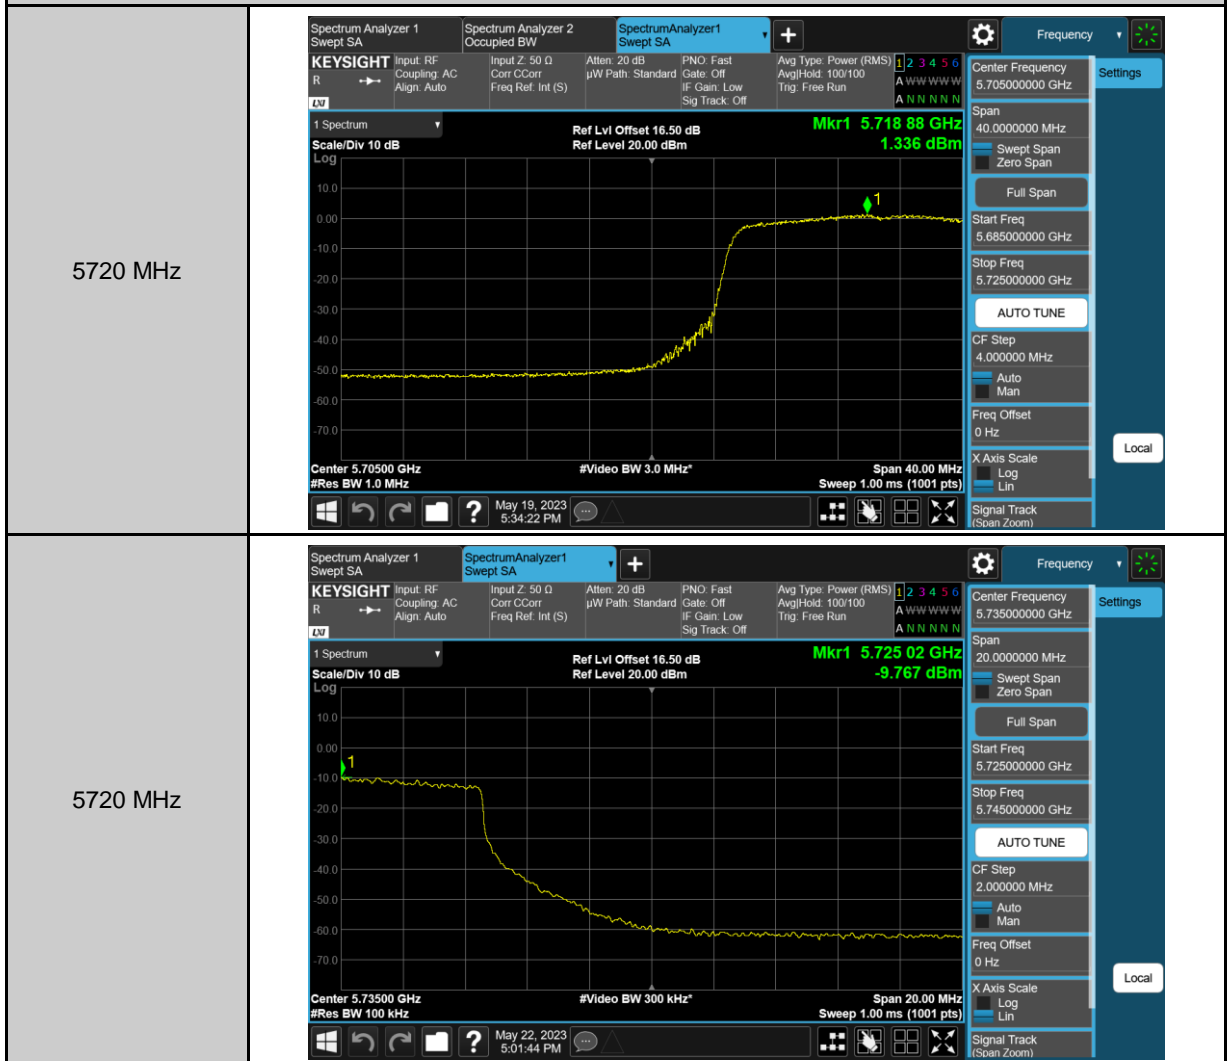 5720 MHz
Spectrum Analyzer 1
Swept SA
Spectrum Analyzer 2
Occupied BW
SpectrumAnalyzer1
Swept SA
Frequency
KEYSIGHT
R
LXI
Input: RF
Coupling: AC
Align: Auto
Input Z: 50 Ω
Corr CCorr
Freq Ref: Int (S)
Atten: 20 dB
µW Path: Standard
PNO: Fast
Gate: Off
IF Gain: Low
Sig Track: Off
Avg Type: Power (RMS)
Avg|Hold: 100/100
Trig: Free Run
1 2 3 4 5 6
A W W W W W
A N N N N N
1 Spectrum
Scale/Div 10 dB
Log
Ref Lvl Offset 16.50 dB
Ref Level 20.00 dBm
Mkr1 5.718 88 GHz
1.336 dBm
10.0
0.00
-10.0
-20.0
-30.0
-40.0
-50.0
-60.0
-70.0
1
Center 5.70500 GHz
#Res BW 1.0 MHz
#Video BW 3.0 MHz*
Span 40.00 MHz
Sweep 1.00 ms (1001 pts)
?
May 19, 2023
5:34:22 PM
Center Frequency
5.705000000 GHz
Span
40.0000000 MHz
Swept Span
Zero Span
Full Span
Start Freq
5.685000000 GHz
Stop Freq
5.725000000 GHz
AUTO TUNE
CF Step
4.000000 MHz
Auto
Man
Freq Offset
0 Hz
X Axis Scale
Log
Lin
Signal Track
(Span Zoom)
Settings
Local
5720 MHz
Spectrum Analyzer 1
Swept SA
SpectrumAnalyzer1
Swept SA
Frequency
KEYSIGHT
R
LXI
Input: RF
Coupling: AC
Align: Auto
Input Z: 50 Ω
Corr CCorr
Freq Ref: Int (S)
Atten: 20 dB
µW Path: Standard
PNO: Fast
Gate: Off
IF Gain: Low
Sig Track: Off
Avg Type: Power (RMS)
Avg|Hold: 100/100
Trig: Free Run
1 2 3 4 5 6
A W W W W W
A N N N N N
1 Spectrum
Scale/Div 10 dB
Log
Ref Lvl Offset 16.50 dB
Ref Level 20.00 dBm
Mkr1 5.725 02 GHz
-9.767 dBm
10.0
0.00
-10.0
-20.0
-30.0
-40.0
-50.0
-60.0
-70.0
1
Center 5.73500 GHz
#Res BW 100 kHz
#Video BW 300 kHz*
Span 20.00 MHz
Sweep 1.00 ms (1001 pts)
?
May 22, 2023
5:01:44 PM
Center Frequency
5.735000000 GHz
Span
20.0000000 MHz
Swept Span
Zero Span
Full Span
Start Freq
5.725000000 GHz
Stop Freq
5.745000000 GHz
AUTO TUNE
CF Step
2.000000 MHz
Auto
Man
Freq Offset
0 Hz
X Axis Scale
Log
Lin
Signal Track
(Span Zoom)
Settings
Local